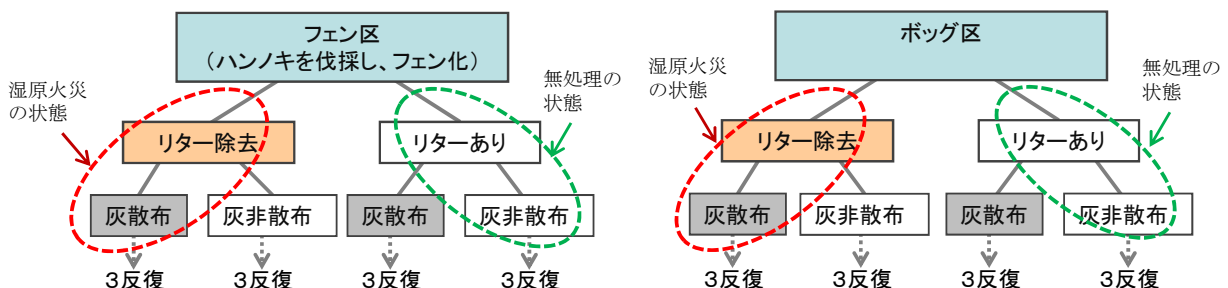 フェン区
(ハンノキを伐採し、フェン化)
湿原火災
の状態
無処理の
状態
リター除去
リターあり
灰散布
灰非散布
灰散布
灰非散布
3反復
3反復
3反復
3反復
ボッグ区
湿原火災
の状態
無処理の
状態
リター除去
リターあり
灰散布
灰非散布
灰散布
灰非散布
3反復
3反復
3反復
3反復